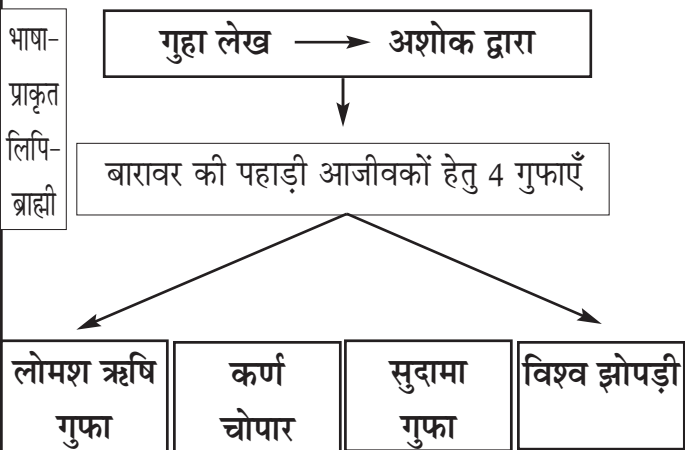 भाषा–
प्राकृत
लिपि–
ब्राह्मी
गुहा लेख ⟶ अशोक द्वारा
बारावर की पहाड़ी आजीवकों हेतु 4 गुफाएँ
लोमश ऋषि
गुफा
कर्ण
चोपार
सुदामा
गुफा
विश्व झोपड़ी